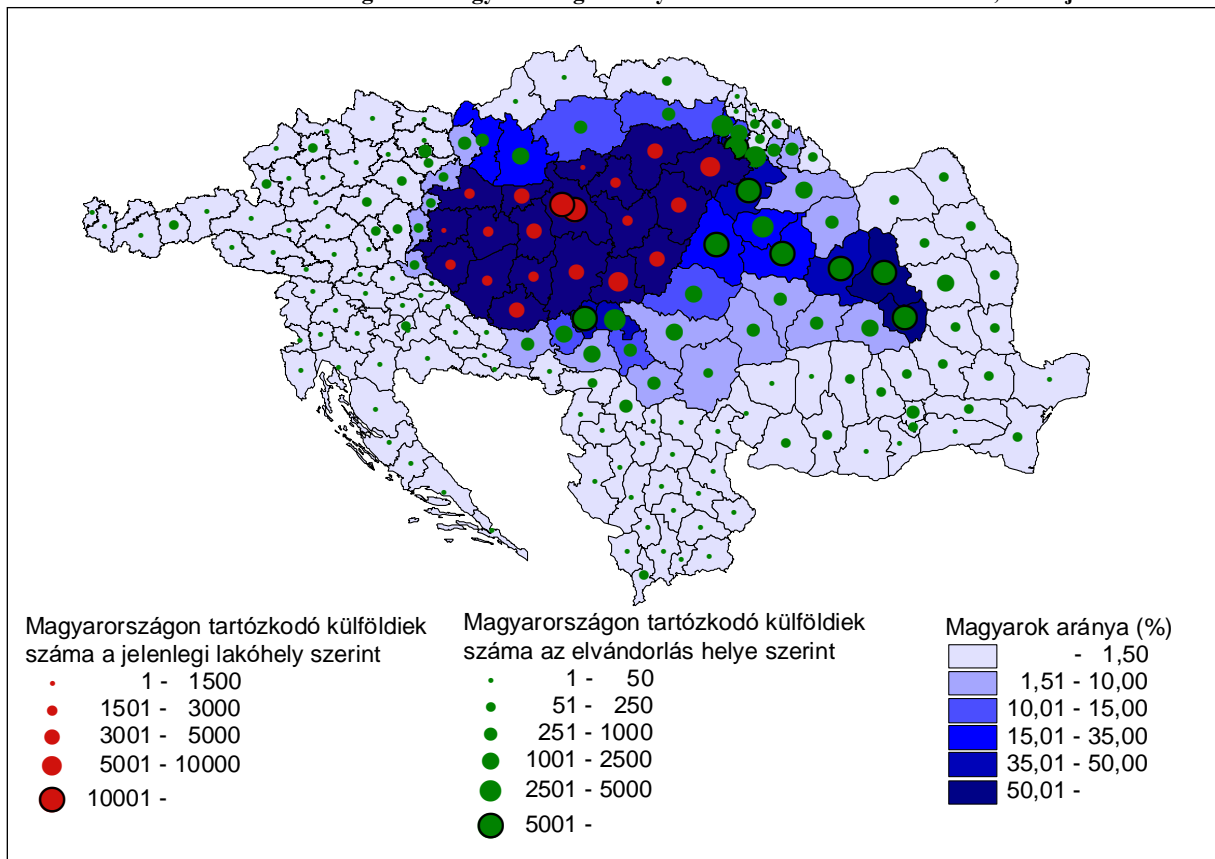 Magyarországon tartózkodó külföldiek
száma a jelenlegi lakóhely szerint
1 - 1500
1501 - 3000
3001 - 5000
5001 - 10000
10001 -
Magyarországon tartózkodó külföldiek
száma az elvándorlás helye szerint
1 - 50
51 - 250
251 - 1000
1001 - 2500
2501 - 5000
5001 -
Magyarok aránya (%)
- 1,50
1,51 - 10,00
10,01 - 15,00
15,01 - 35,00
35,01 - 50,00
50,01 -